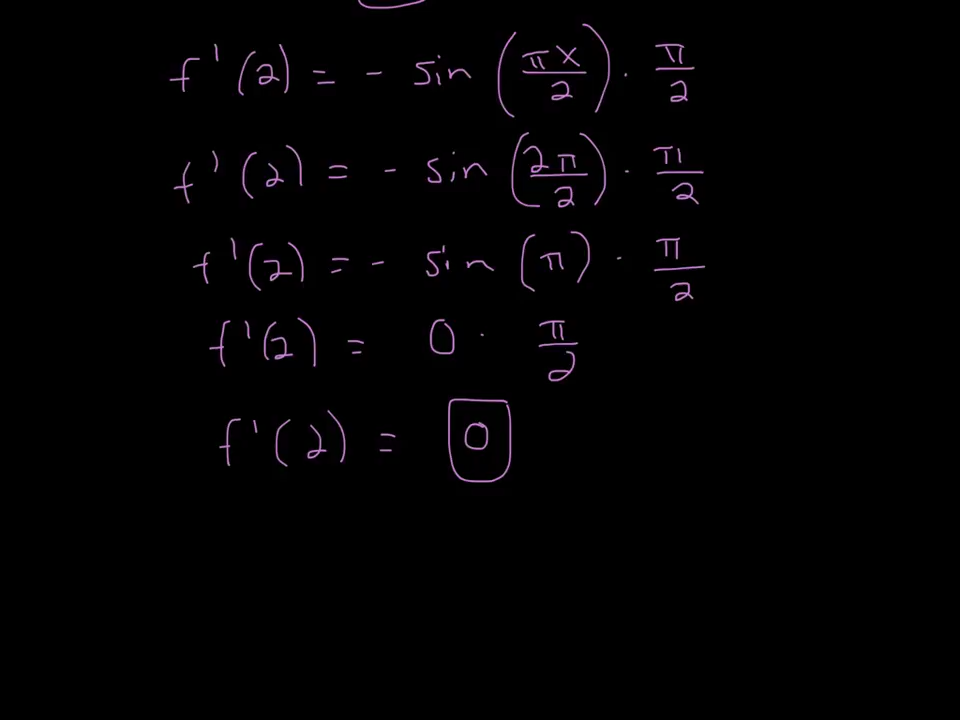 f'(2) = - sin (πx/2) · π/2
f'(2) = - sin (2π/2) · π/2
f'(2) = - sin (π) · π/2
f'(2) = 0 · π/2
f'(2) = 0